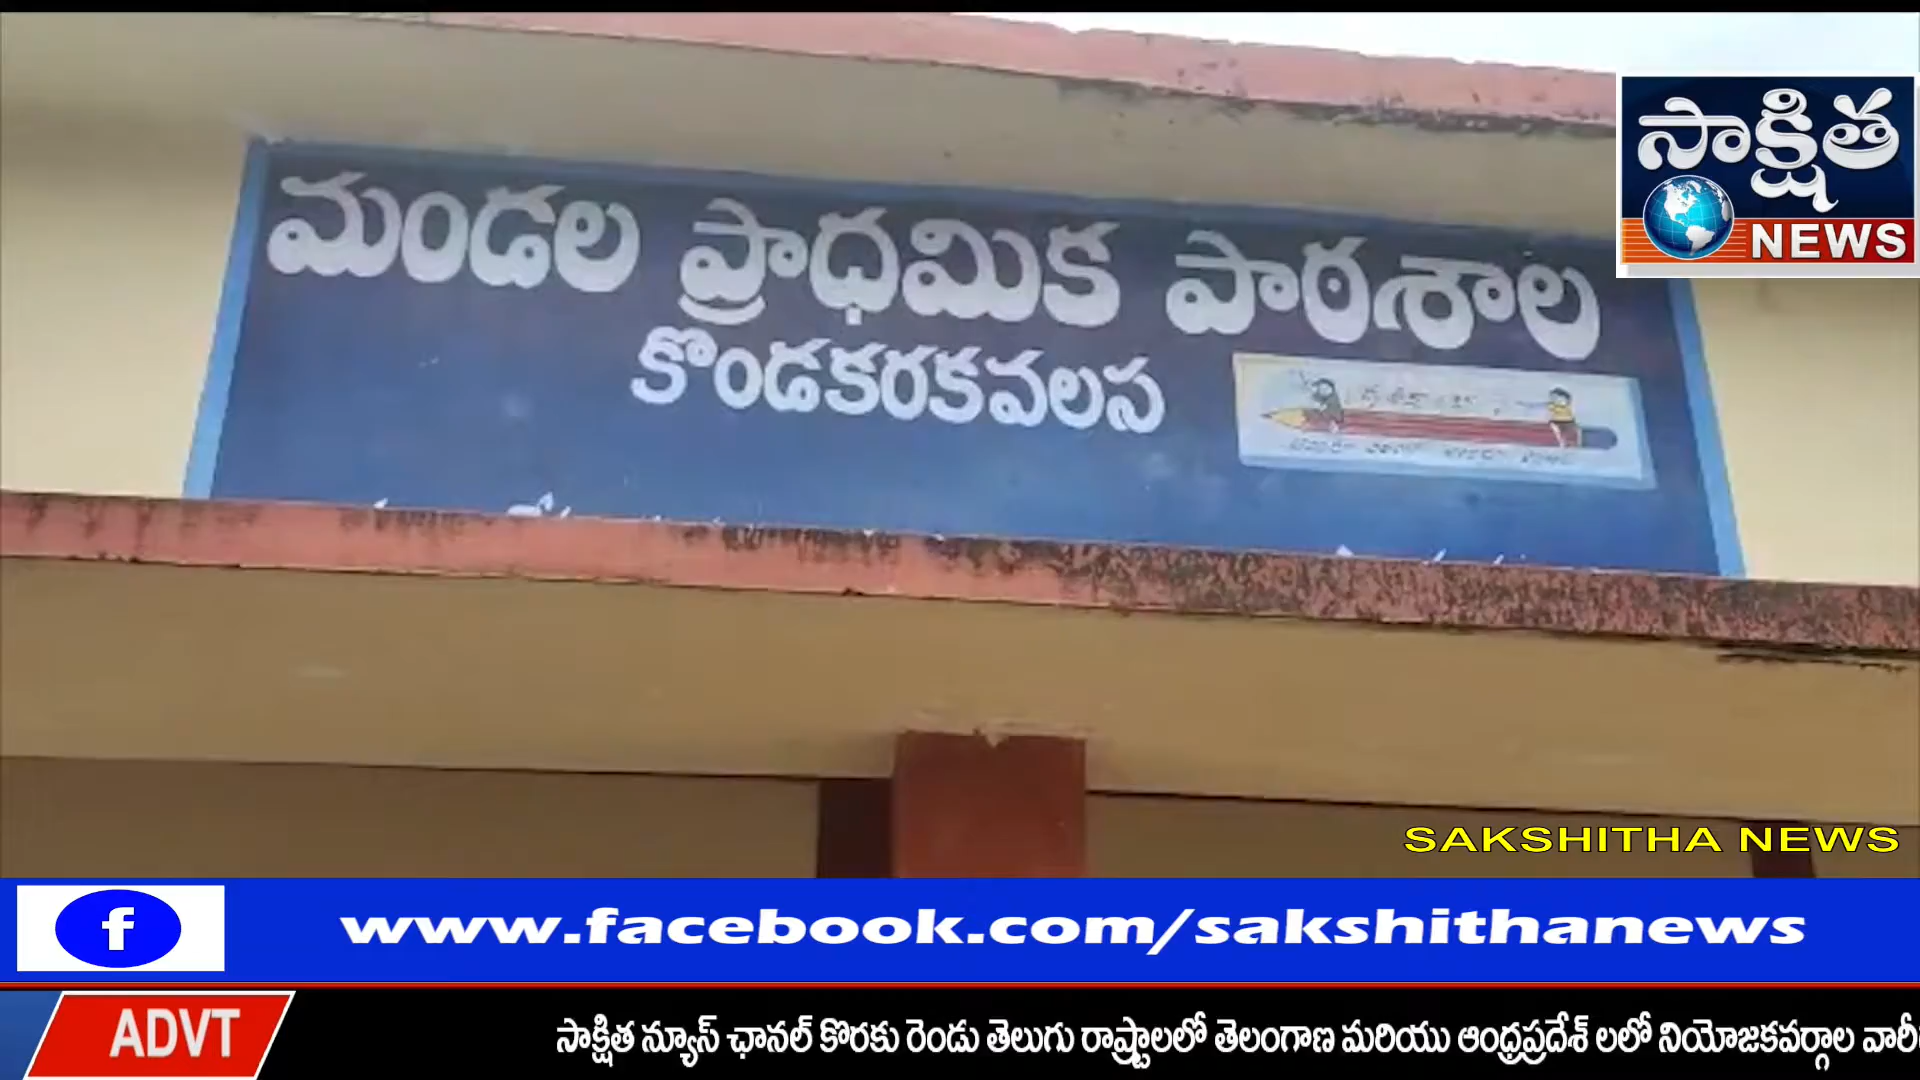 మండల ప్రాధమిక పాఠశాల
కొండకరకవలస
సాక్షిత
NEWS
SAKSHITHA NEWS
f
www.facebook.com/sakshithanews
ADVT
సాక్షిత న్యూస్ ఛానల్ కొరకు రెండు తెలుగు రాష్ట్రాలలో తెలంగాణ మరియు ఆంధ్రప్రదేశ్ లలో నియోజకవర్గాల